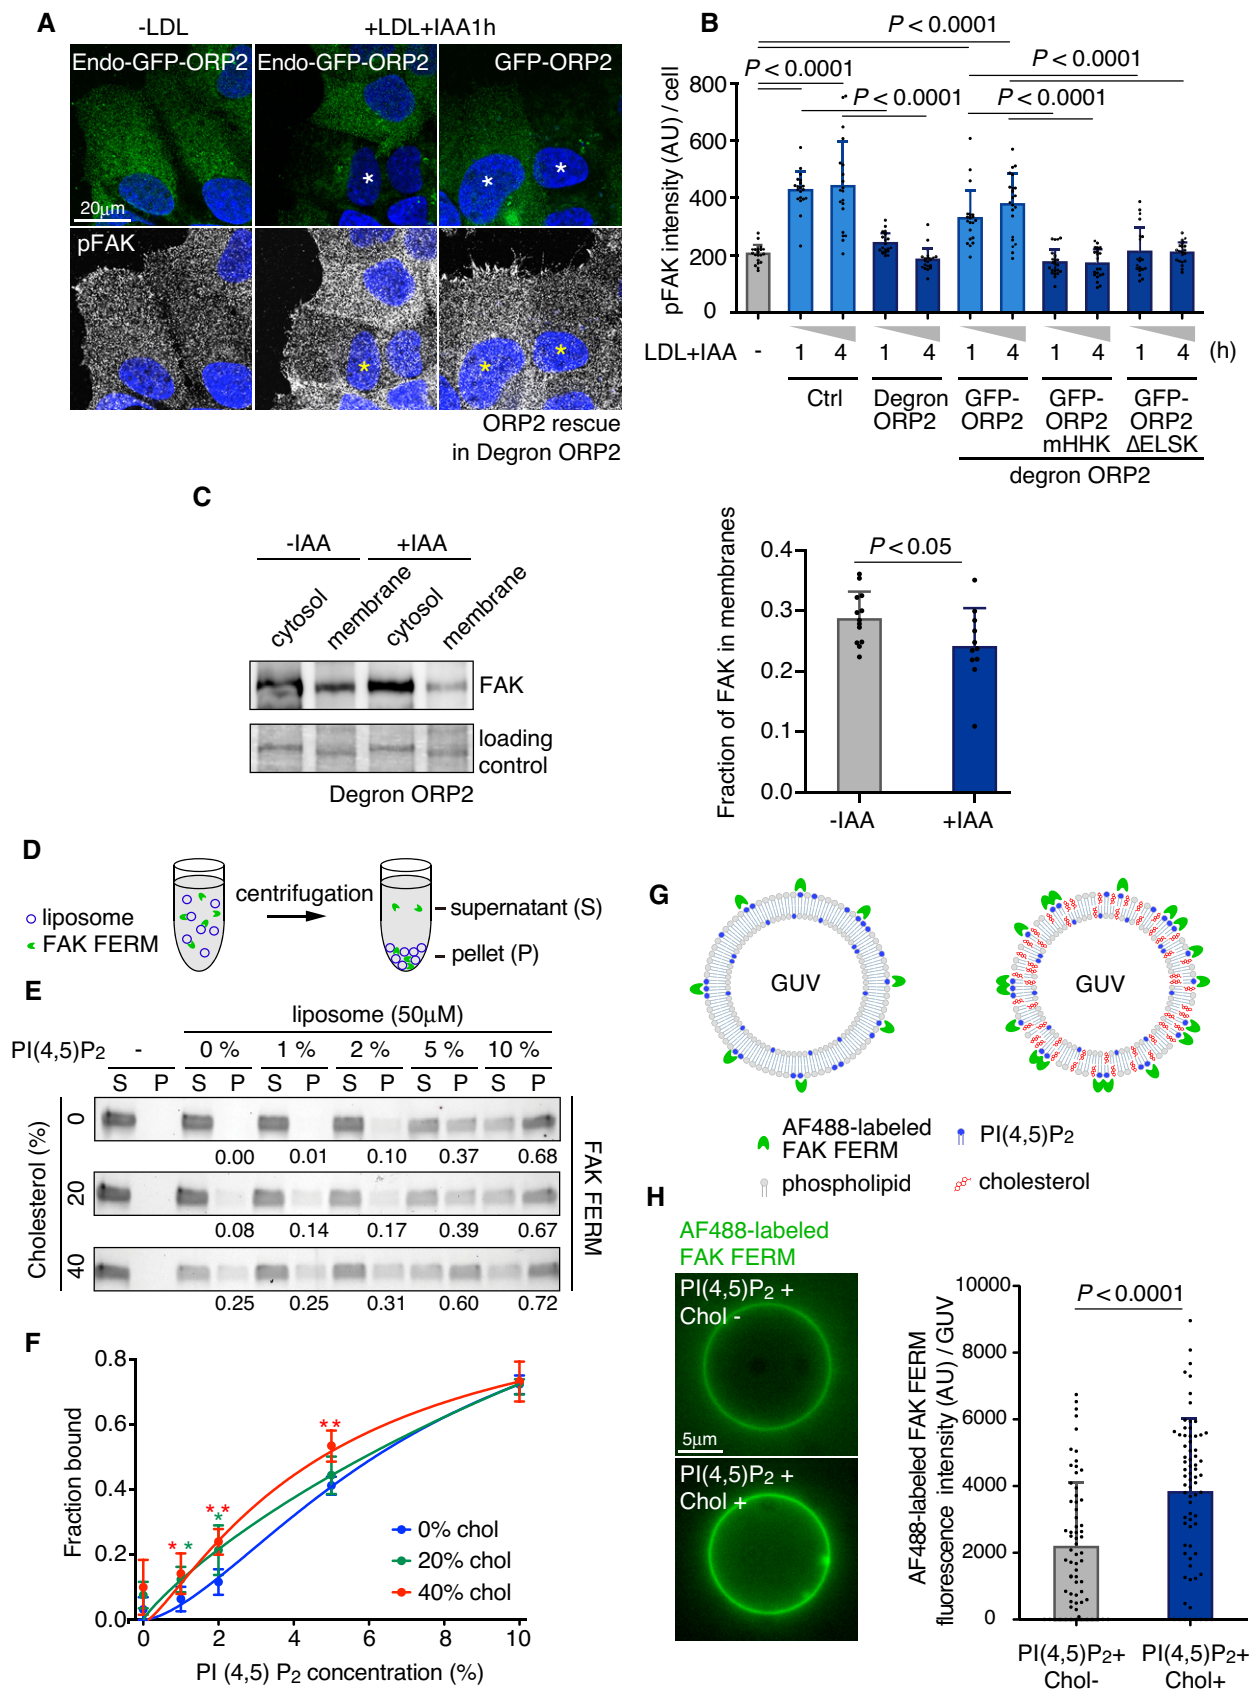 A
-LDL
+LDL+IAA1h
Endo-GFP-ORP2
Endo-GFP-ORP2
GFP-ORP2
*
*
*
20µm
pFAK
*
*
*
ORP2 rescue
in Degron ORP2
B
P < 0.0001
P < 0.0001
P < 0.0001
P < 0.0001
P < 0.0001
pFAK intensity (AU) / cell
800
600
400
200
0
LDL+IAA - 1 4 1 4 1 4 1 4 1 4 (h)
Ctrl
Degron
ORP2
GFP-
ORP2
GFP-
ORP2
mHHK
GFP-
ORP2
ΔELSK
degron ORP2
C
-IAA +IAA
cytosol
membrane
cytosol
membrane
FAK
loading
control
Degron ORP2
Fraction of FAK in membranes
0.4
0.3
0.2
0.1
0.0
P < 0.05
-IAA +IAA
D
liposome
FAK FERM
centrifugation
supernatant (S)
pellet (P)
E
liposome (50µM)
PI(4,5)P2 - 0 % 1 % 2 % 5 % 10 %
S P S P S P S P S P S P
Cholesterol (%)
0
0.00 0.01 0.10 0.37 0.68
20
0.08 0.14 0.17 0.39 0.67
40
0.25 0.25 0.31 0.60 0.72
FAK FERM
F
Fraction bound
0.8
0.6
0.4
0.2
0.0
* *
* *
*
* *
0% chol
20% chol
40% chol
0 2 4 6 8 10
PI (4,5) P2 concentration (%)
G
GUV
GUV
AF488-labeled
FAK FERM
PI(4,5)P2
phospholipid
cholesterol
H
AF488-labeled
FAK FERM
PI(4,5)P2 +
Chol -
5µm
PI(4,5)P2 +
Chol +
AF488-labeled FAK FERM
fluorescence intensity (AU) / GUV
10000
8000
6000
4000
2000
0
P < 0.0001
PI(4,5)P2+
Chol-
PI(4,5)P2+
Chol+